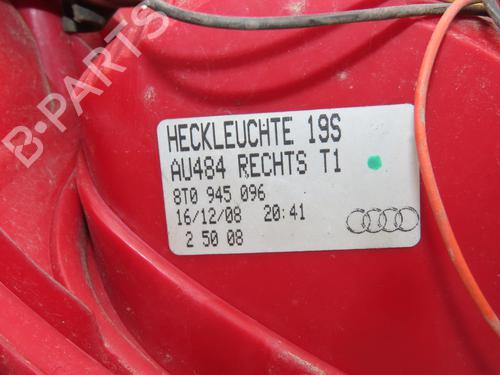 B-PARTS
HECKLEUCHTE 19S
AU484 RECHTS T1
8T0 945 096
16/12/08 20:41
2 50 08